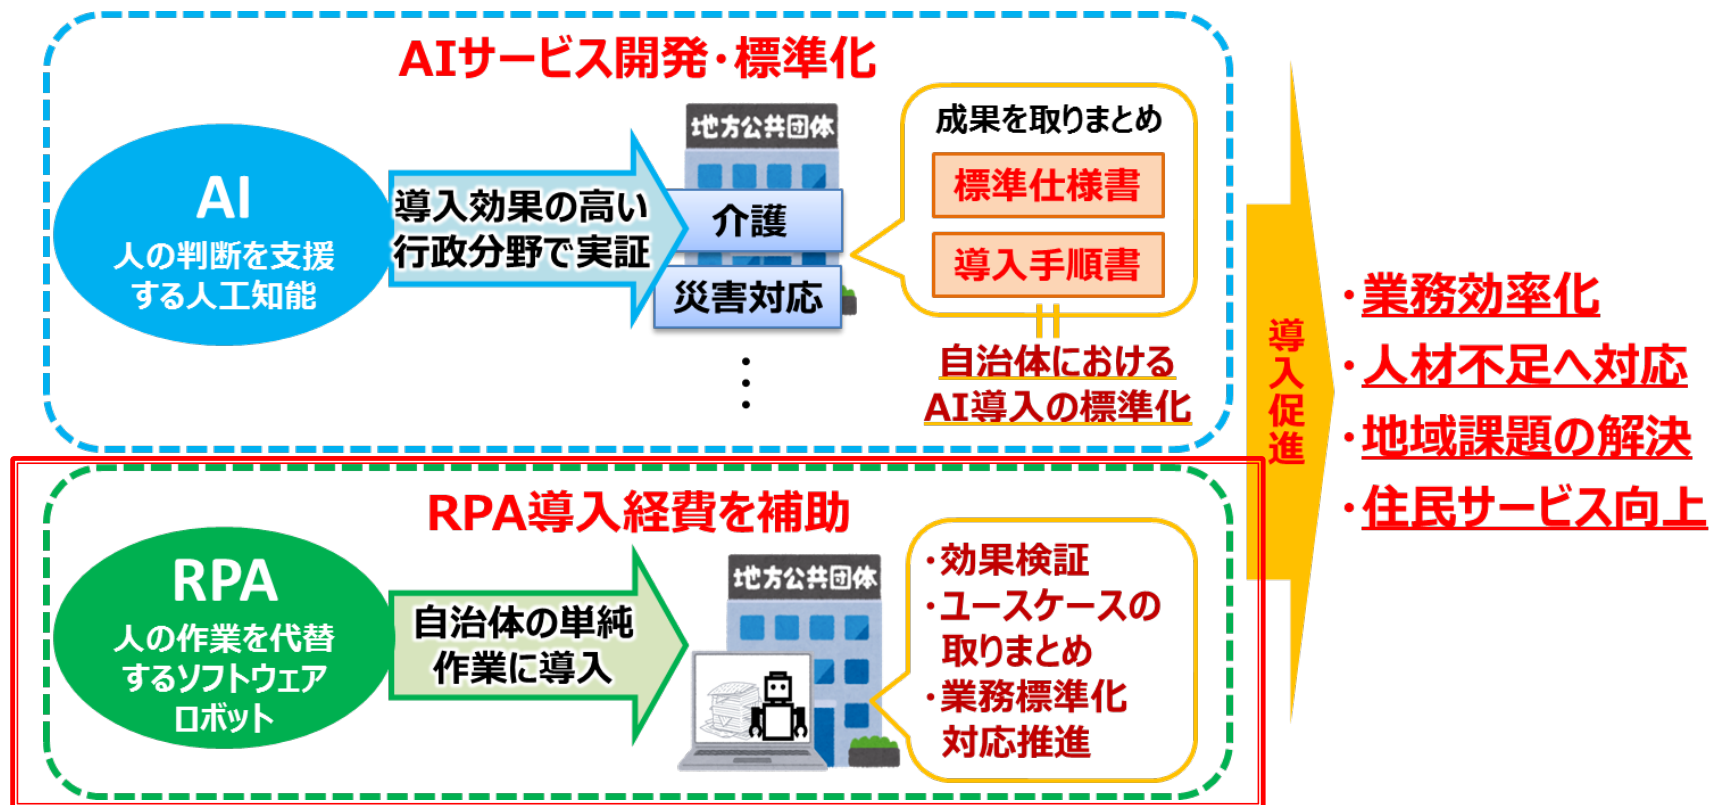 AIサービス開発・標準化
AI
人の判断を支援
する人工知能
導入効果の高い
行政分野で実証
地方公共団体
介護
災害対応
・
・
・
成果を取りまとめ
標準仕様書
導入手順書
自治体における
AI導入の標準化
RPA導入経費を補助
RPA
人の作業を代替
するソフトウェア
ロボット
自治体の単純
作業に導入
地方公共団体
・効果検証
・ユースケースの
取りまとめ
・業務標準化
対応推進
導入促進
・業務効率化
・人材不足へ対応
・地域課題の解決
・住民サービス向上